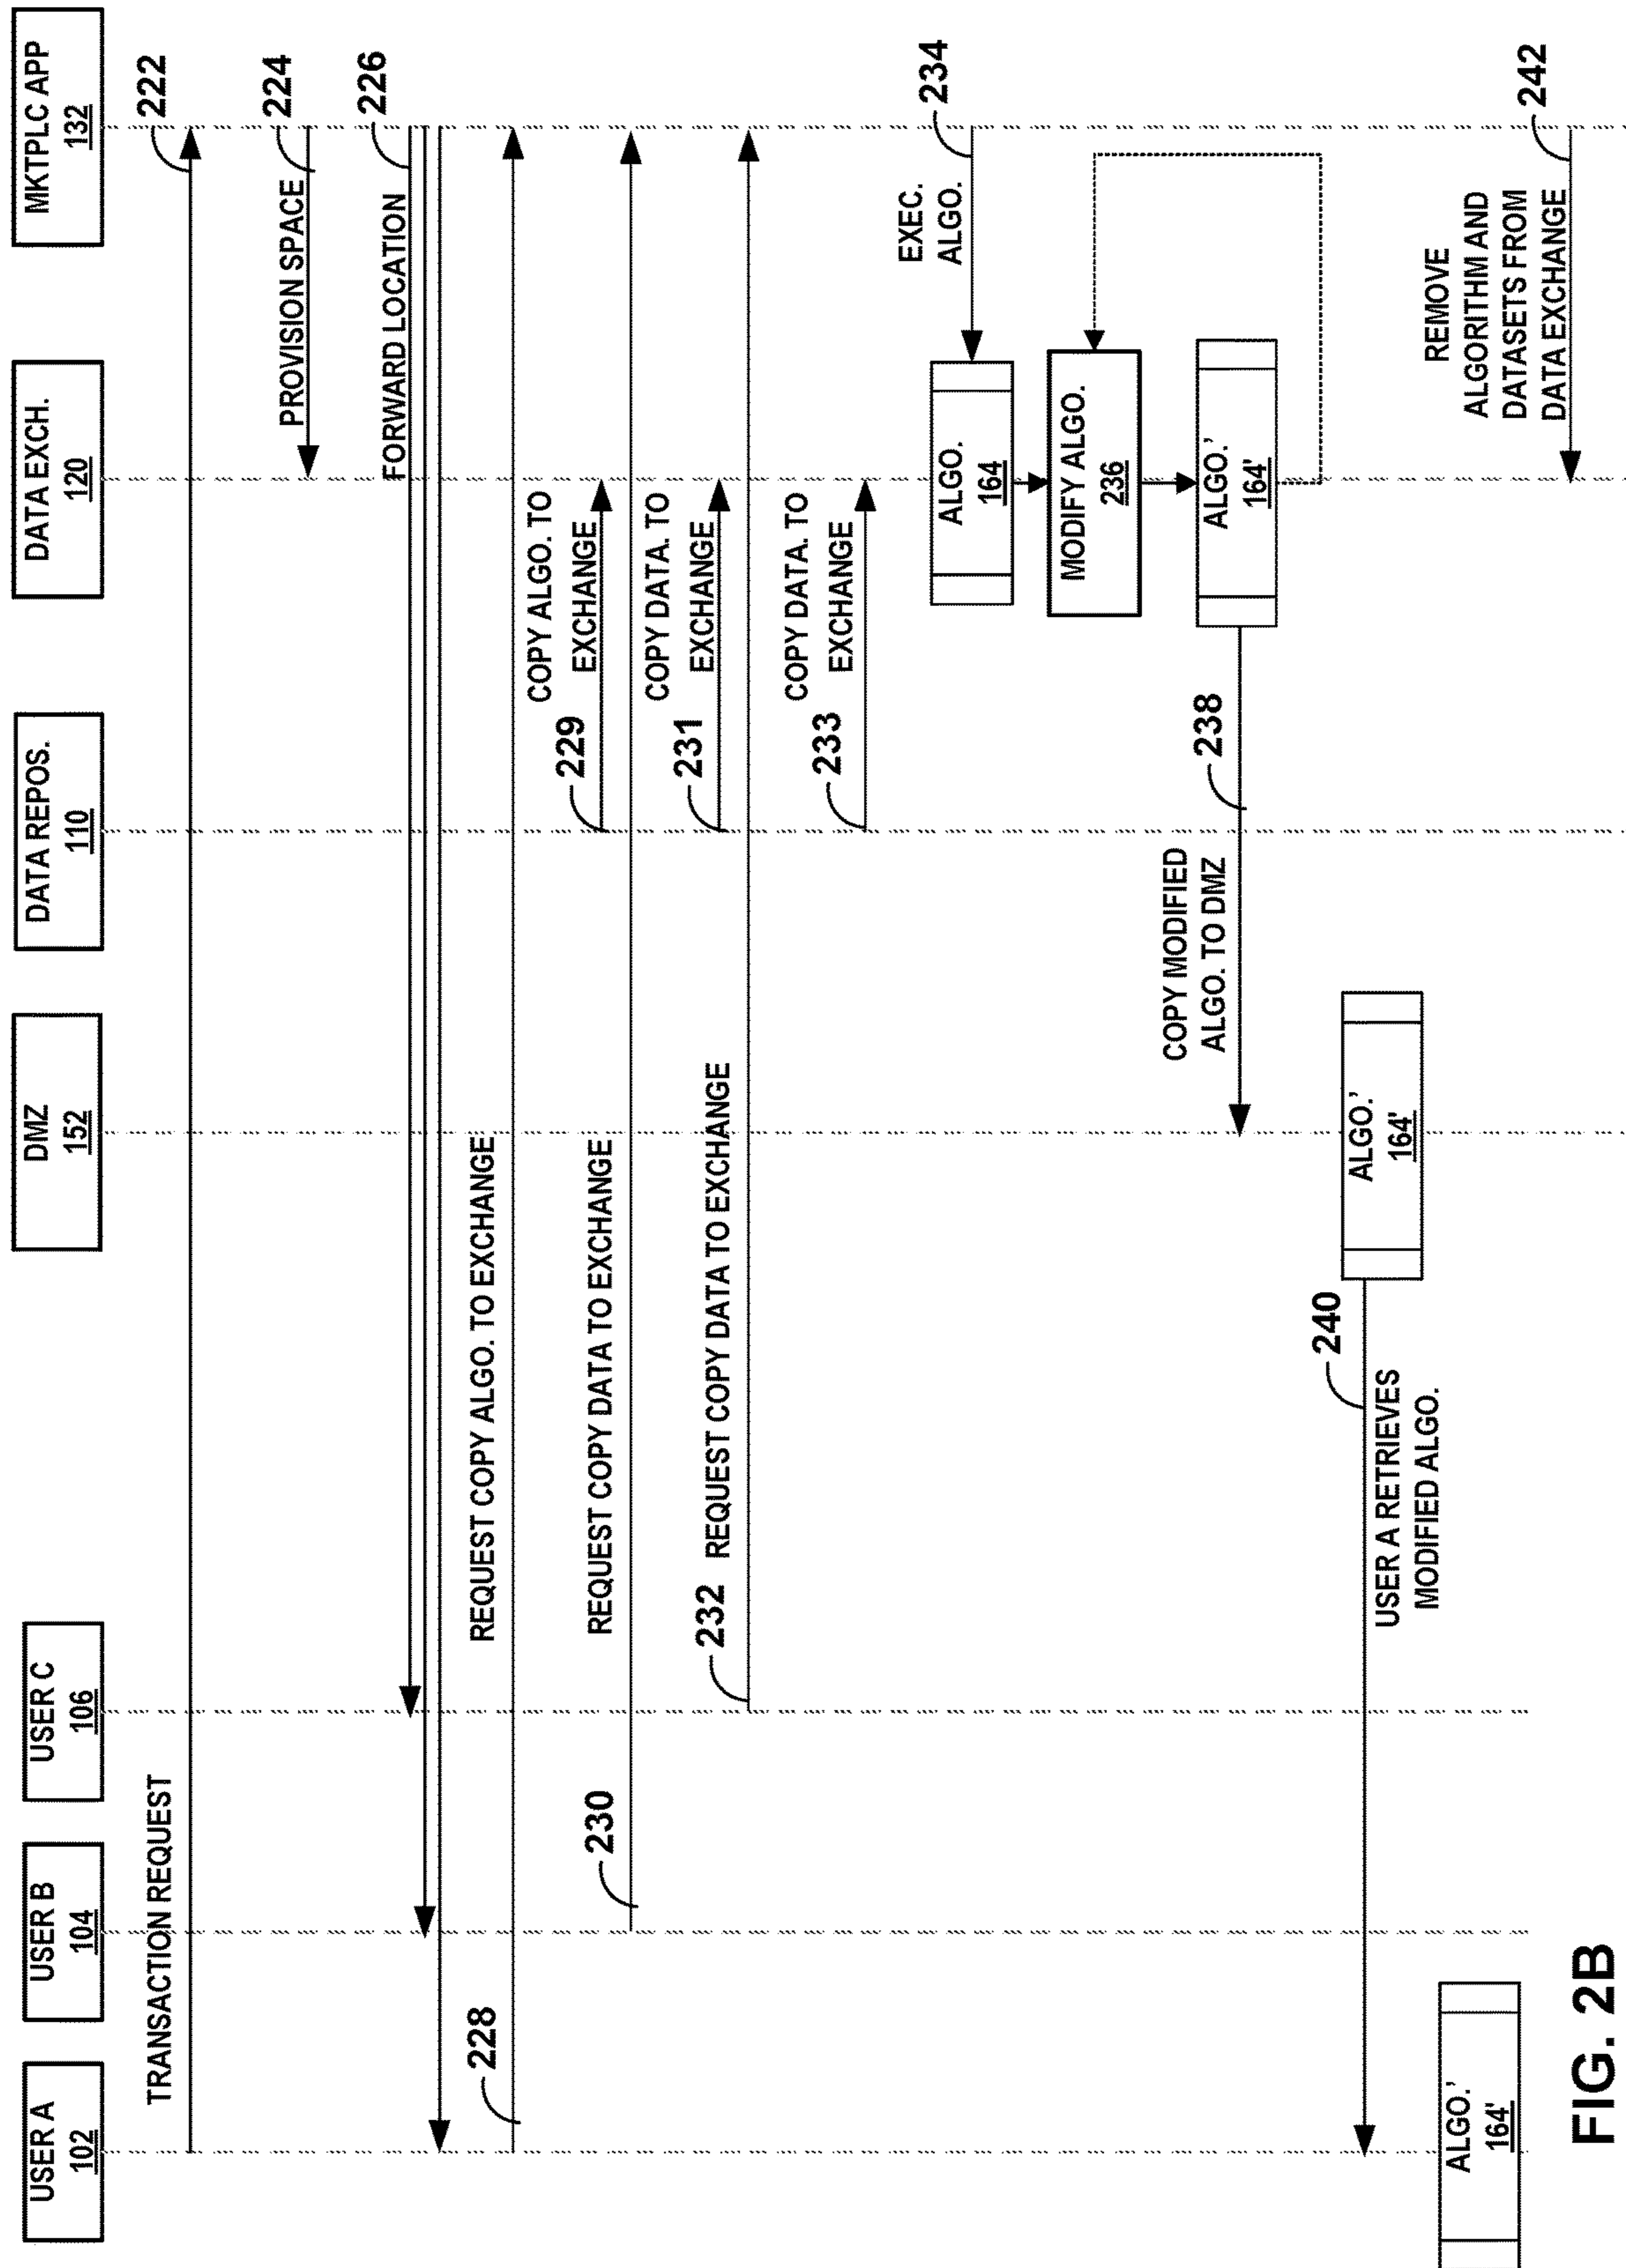 USER A
102
USER B
104
USER C
106
DMZ
152
DATA REPOS.
110
DATA EXCH.
120
MKTPLC APP
132
TRANSACTION REQUEST
222
PROVISION SPACE
224
FORWARD LOCATION
226
228
REQUEST COPY ALGO. TO EXCHANGE
COPY ALGO. TO
EXCHANGE
229
230
REQUEST COPY DATA TO EXCHANGE
COPY DATA. TO
EXCHANGE
231
232
REQUEST COPY DATA TO EXCHANGE
COPY DATA. TO
EXCHANGE
233
EXEC.
ALGO.
234
ALGO.
164
MODIFY ALGO.
236
ALGO.'
164'
COPY MODIFIED
ALGO. TO DMZ
238
ALGO.'
164'
240
USER A RETRIEVES
MODIFIED ALGO.
ALGO.'
164'
REMOVE
ALGORITHM AND
DATASETS FROM
DATA EXCHANGE
242
FIG. 2B